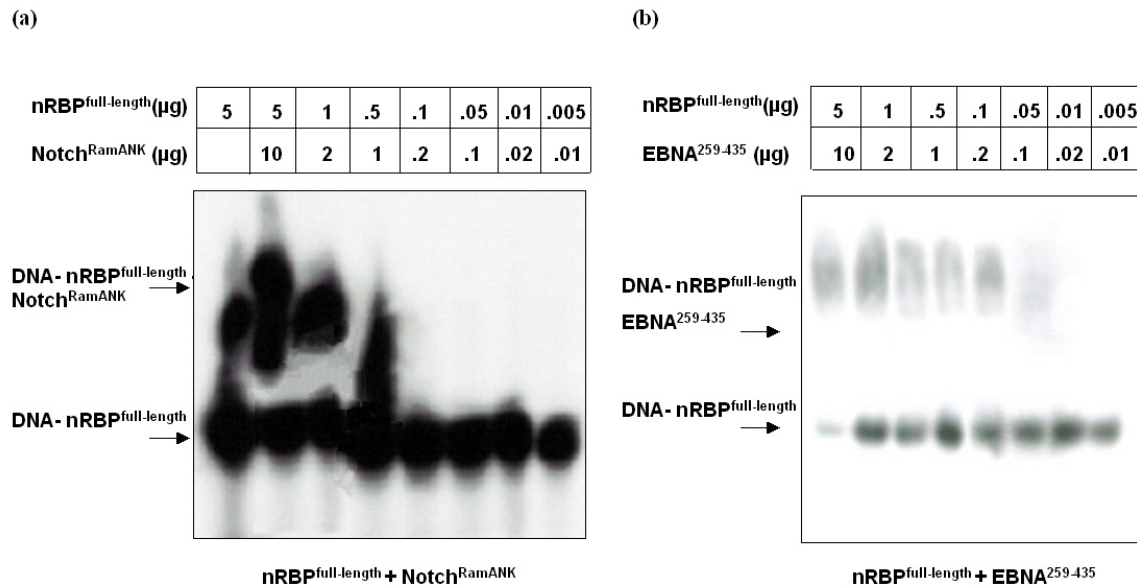 (a)
nRBPfull-length(μg) 5 5 1 .5 .1 .05 .01 .005
NotchRamANK (μg) 10 2 1 .2 .1 .02 .01
DNA- nRBPfull-length
NotchRamANK
DNA- nRBPfull-length
nRBPfull-length + NotchRamANK
(b)
nRBPfull-length(μg) 5 1 .5 .1 .05 .01 .005
EBNA259-435 (μg) 10 2 1 .2 .1 .02 .01
DNA- nRBPfull-length
EBNA259-435
DNA- nRBPfull-length
nRBPfull-length + EBNA259-435